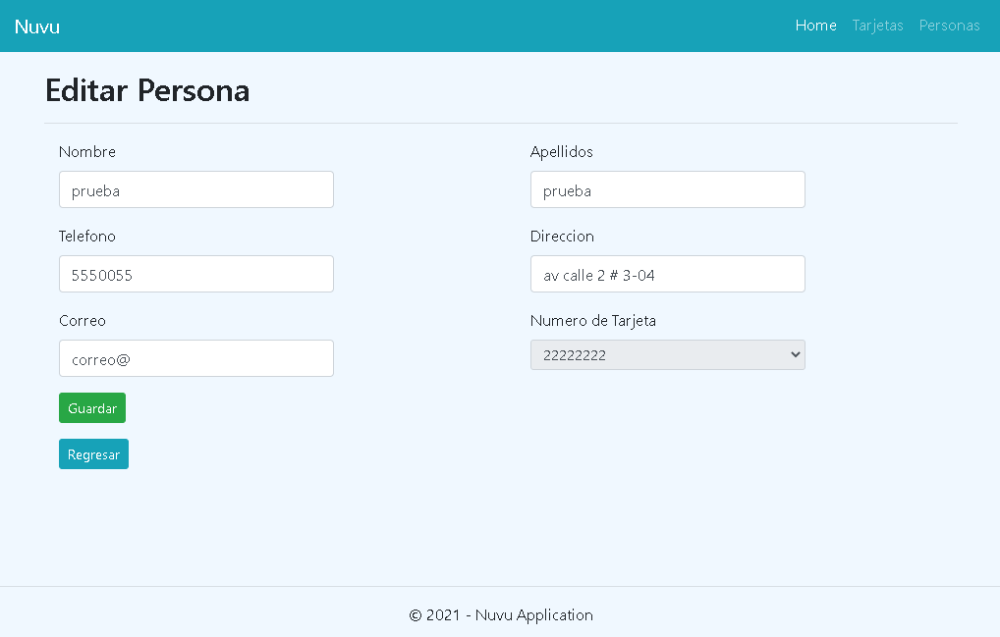 Nuvu Home Tarjetas Personas
Editar Persona
Nombre Apellidos
prueba prueba
Telefono Direccion
5550055 av calle 2 # 3-04
Correo Numero de Tarjeta
correo@ 22222222
Guardar
Regresar
© 2021 - Nuvu Application